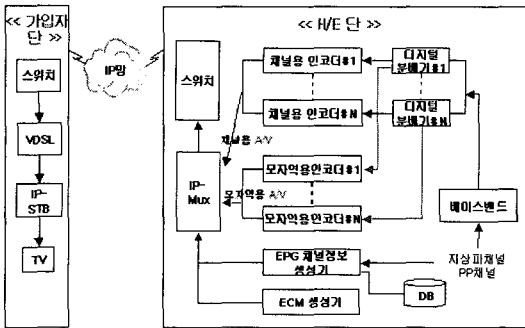 << 가입자단 >>
스위치
VDSL
IP-STB
TV
IP망
<< H/E 단 >>
스위치
IP-Mux
채널용 인코더#1
채널용 인코더#N
채널용 A/V
모자익용인코더#1
모자익용 A/V
모자익용인코더#N
디지털분배기#1
디지털분배기#N
베이스밴드
지상파채널
PP채널
EPG 채널정보생성기
DB
ECM 생성기